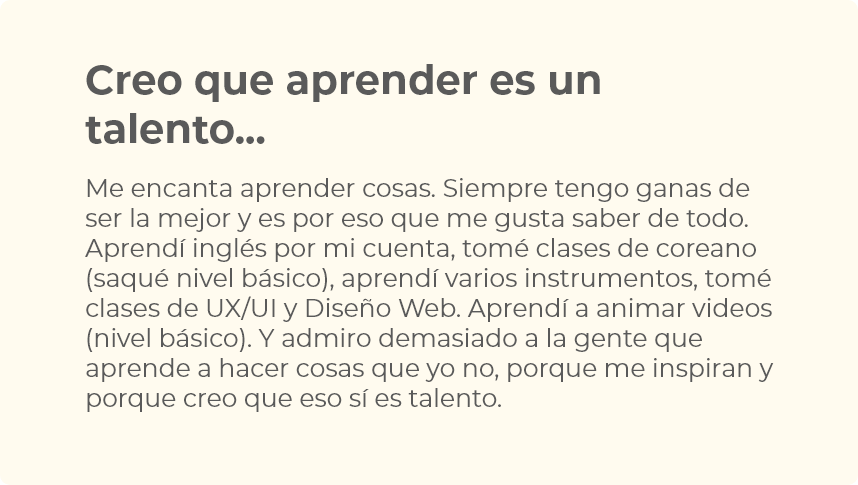 Creo que aprender es un
talento...
Me encanta aprender cosas. Siempre tengo ganas de
ser la mejor y es por eso que me gusta saber de todo.
Aprendí inglés por mi cuenta, tomé clases de coreano
(saqué nivel básico), aprendí varios instrumentos, tomé
clases de UX/UI y Diseño Web. Aprendí a animar videos
(nivel básico). Y admiro demasiado a la gente que
aprende a hacer cosas que yo no, porque me inspiran y
porque creo que eso sí es talento.